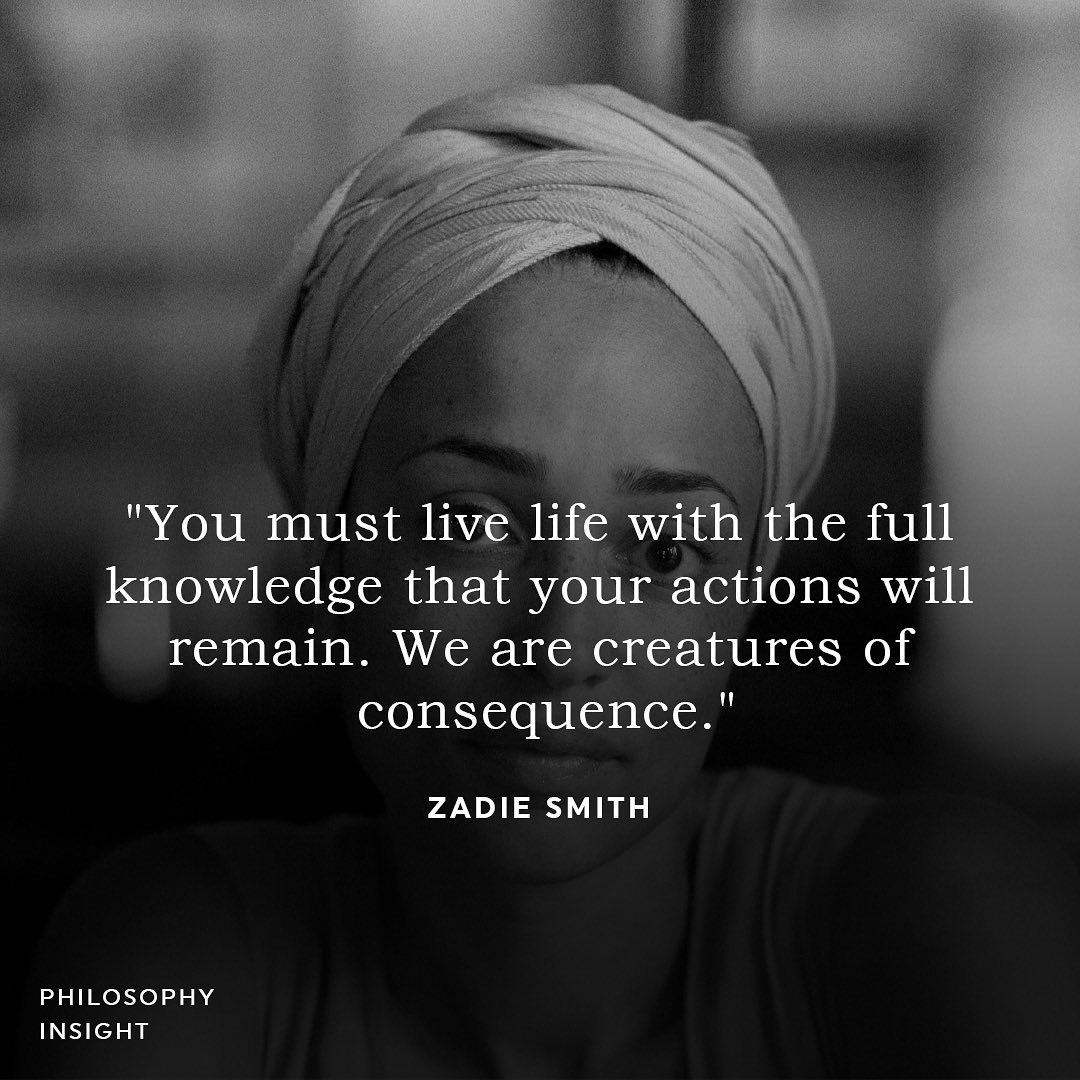 "You must live life with the full
knowledge that your actions will
remain. We are creatures of
consequence."
ZADIE SMITH
PHILOSOPHY
INSIGHT